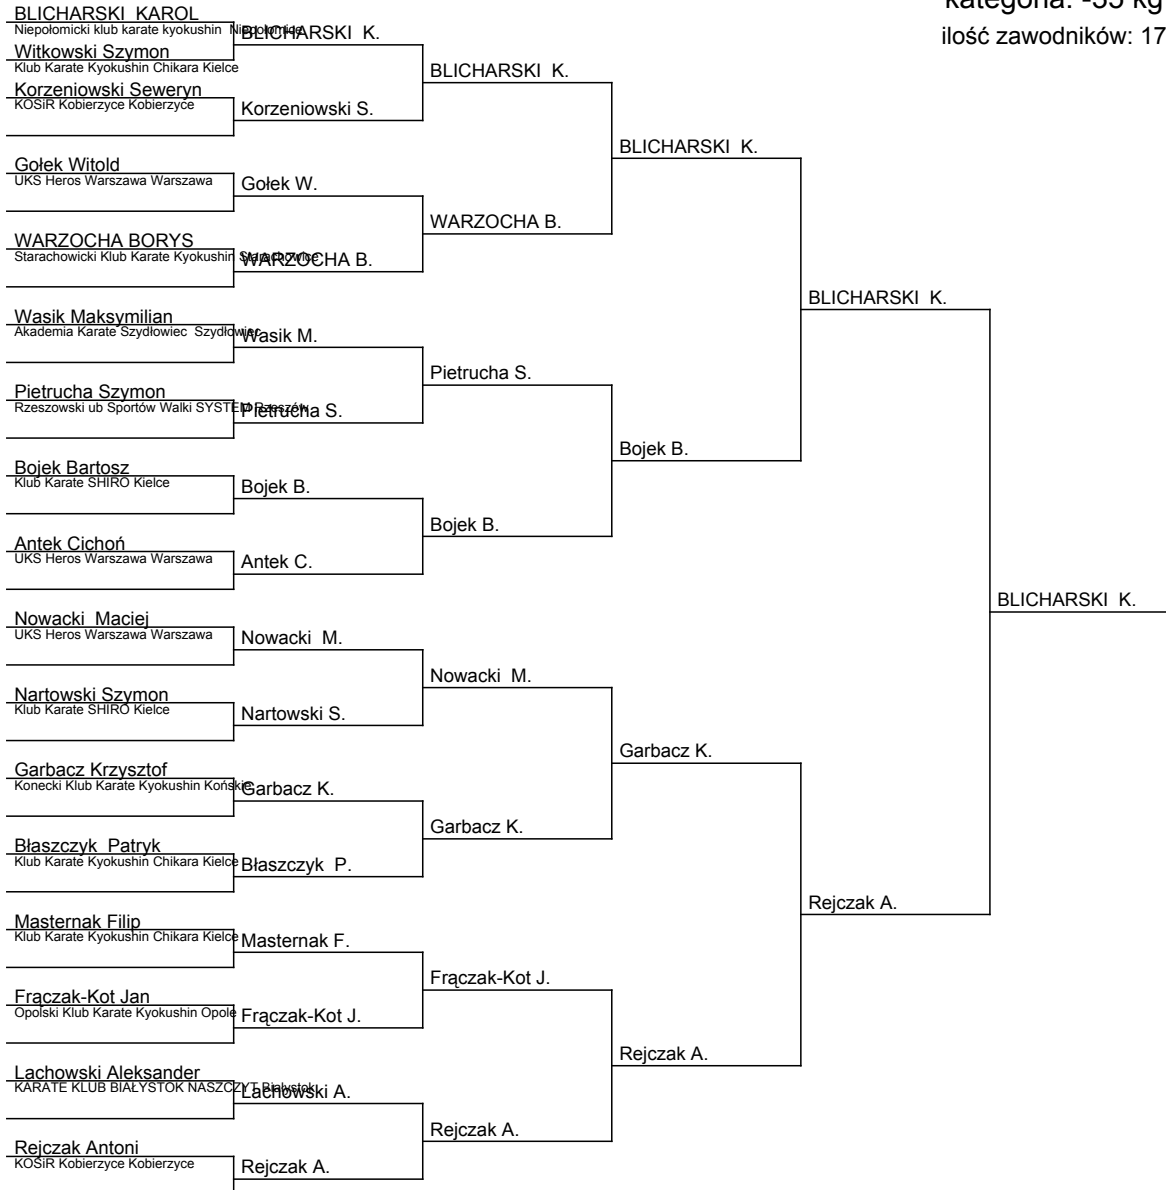 kategoria: -55 kg
ilość zawodników: 17
BLICHARSKI KAROL
Niepołomicki klub karate kyokushin Niepołomice
BLICHARSKI K.
Witkowski Szymon
Klub Karate Kyokushin Chikara Kielce
BLICHARSKI K.
Korzeniowski Seweryn
KOSiR Kobierzyce Kobierzyce
Korzeniowski S.
BLICHARSKI K.
Gołek Witold
UKS Heros Warszawa Warszawa
Gołek W.
WARZOCHA B.
WARZOCHA BORYS
Starachowicki Klub Karate Kyokushin Starachowice
WARZOCHA B.
BLICHARSKI K.
Wasik Maksymilian
Akademia Karate Szydłowiec Szydłowiec
Wasik M.
Pietrucha S.
Pietrucha Szymon
Rzeszowski ub Sportów Walki SYSTEM Rzeszów
Pietrucha S.
Bojek B.
Bojek Bartosz
Klub Karate SHIRO Kielce
Bojek B.
Bojek B.
Antek Cichoń
UKS Heros Warszawa Warszawa
Antek C.
BLICHARSKI K.
Nowacki Maciej
UKS Heros Warszawa Warszawa
Nowacki M.
Nowacki M.
Nartowski Szymon
Klub Karate SHIRO Kielce
Nartowski S.
Garbacz K.
Garbacz Krzysztof
Konecki Klub Karate Kyokushin Końskie
Garbacz K.
Garbacz K.
Błaszczyk Patryk
Klub Karate Kyokushin Chikara Kielce
Błaszczyk P.
Rejczak A.
Masternak Filip
Klub Karate Kyokushin Chikara Kielce
Masternak F.
Frączak-Kot J.
Frączak-Kot Jan
Opolski Klub Karate Kyokushin Opole
Frączak-Kot J.
Rejczak A.
Lachowski Aleksander
KARATE KLUB BIAŁYSTOK NASZCZYT Białystok
Lachowski A.
Rejczak A.
Rejczak Antoni
KOSiR Kobierzyce Kobierzyce
Rejczak A.